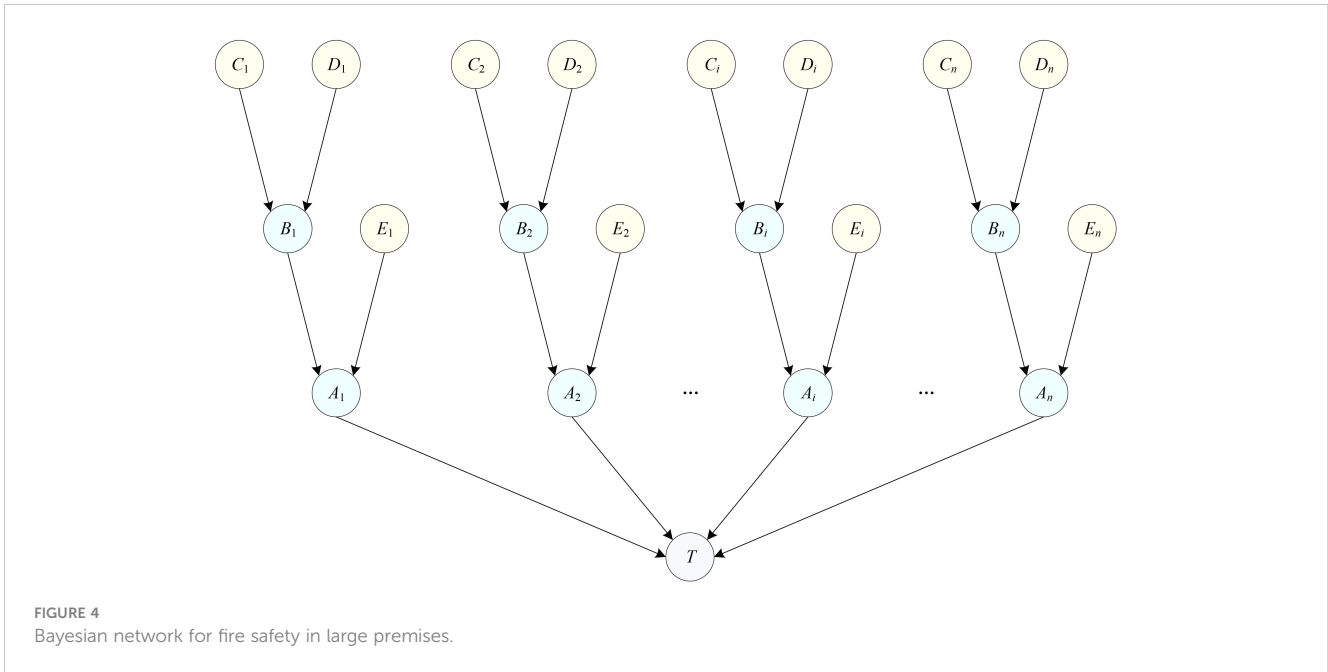 C₁ D₁ C₂ D₂ Cᵢ Dᵢ Cₙ Dₙ
B₁ E₁ B₂ E₂ Bᵢ Eᵢ Bₙ Eₙ
A₁ A₂ ... Aᵢ ... Aₙ
T
FIGURE 4
Bayesian network for fire safety in large premises.